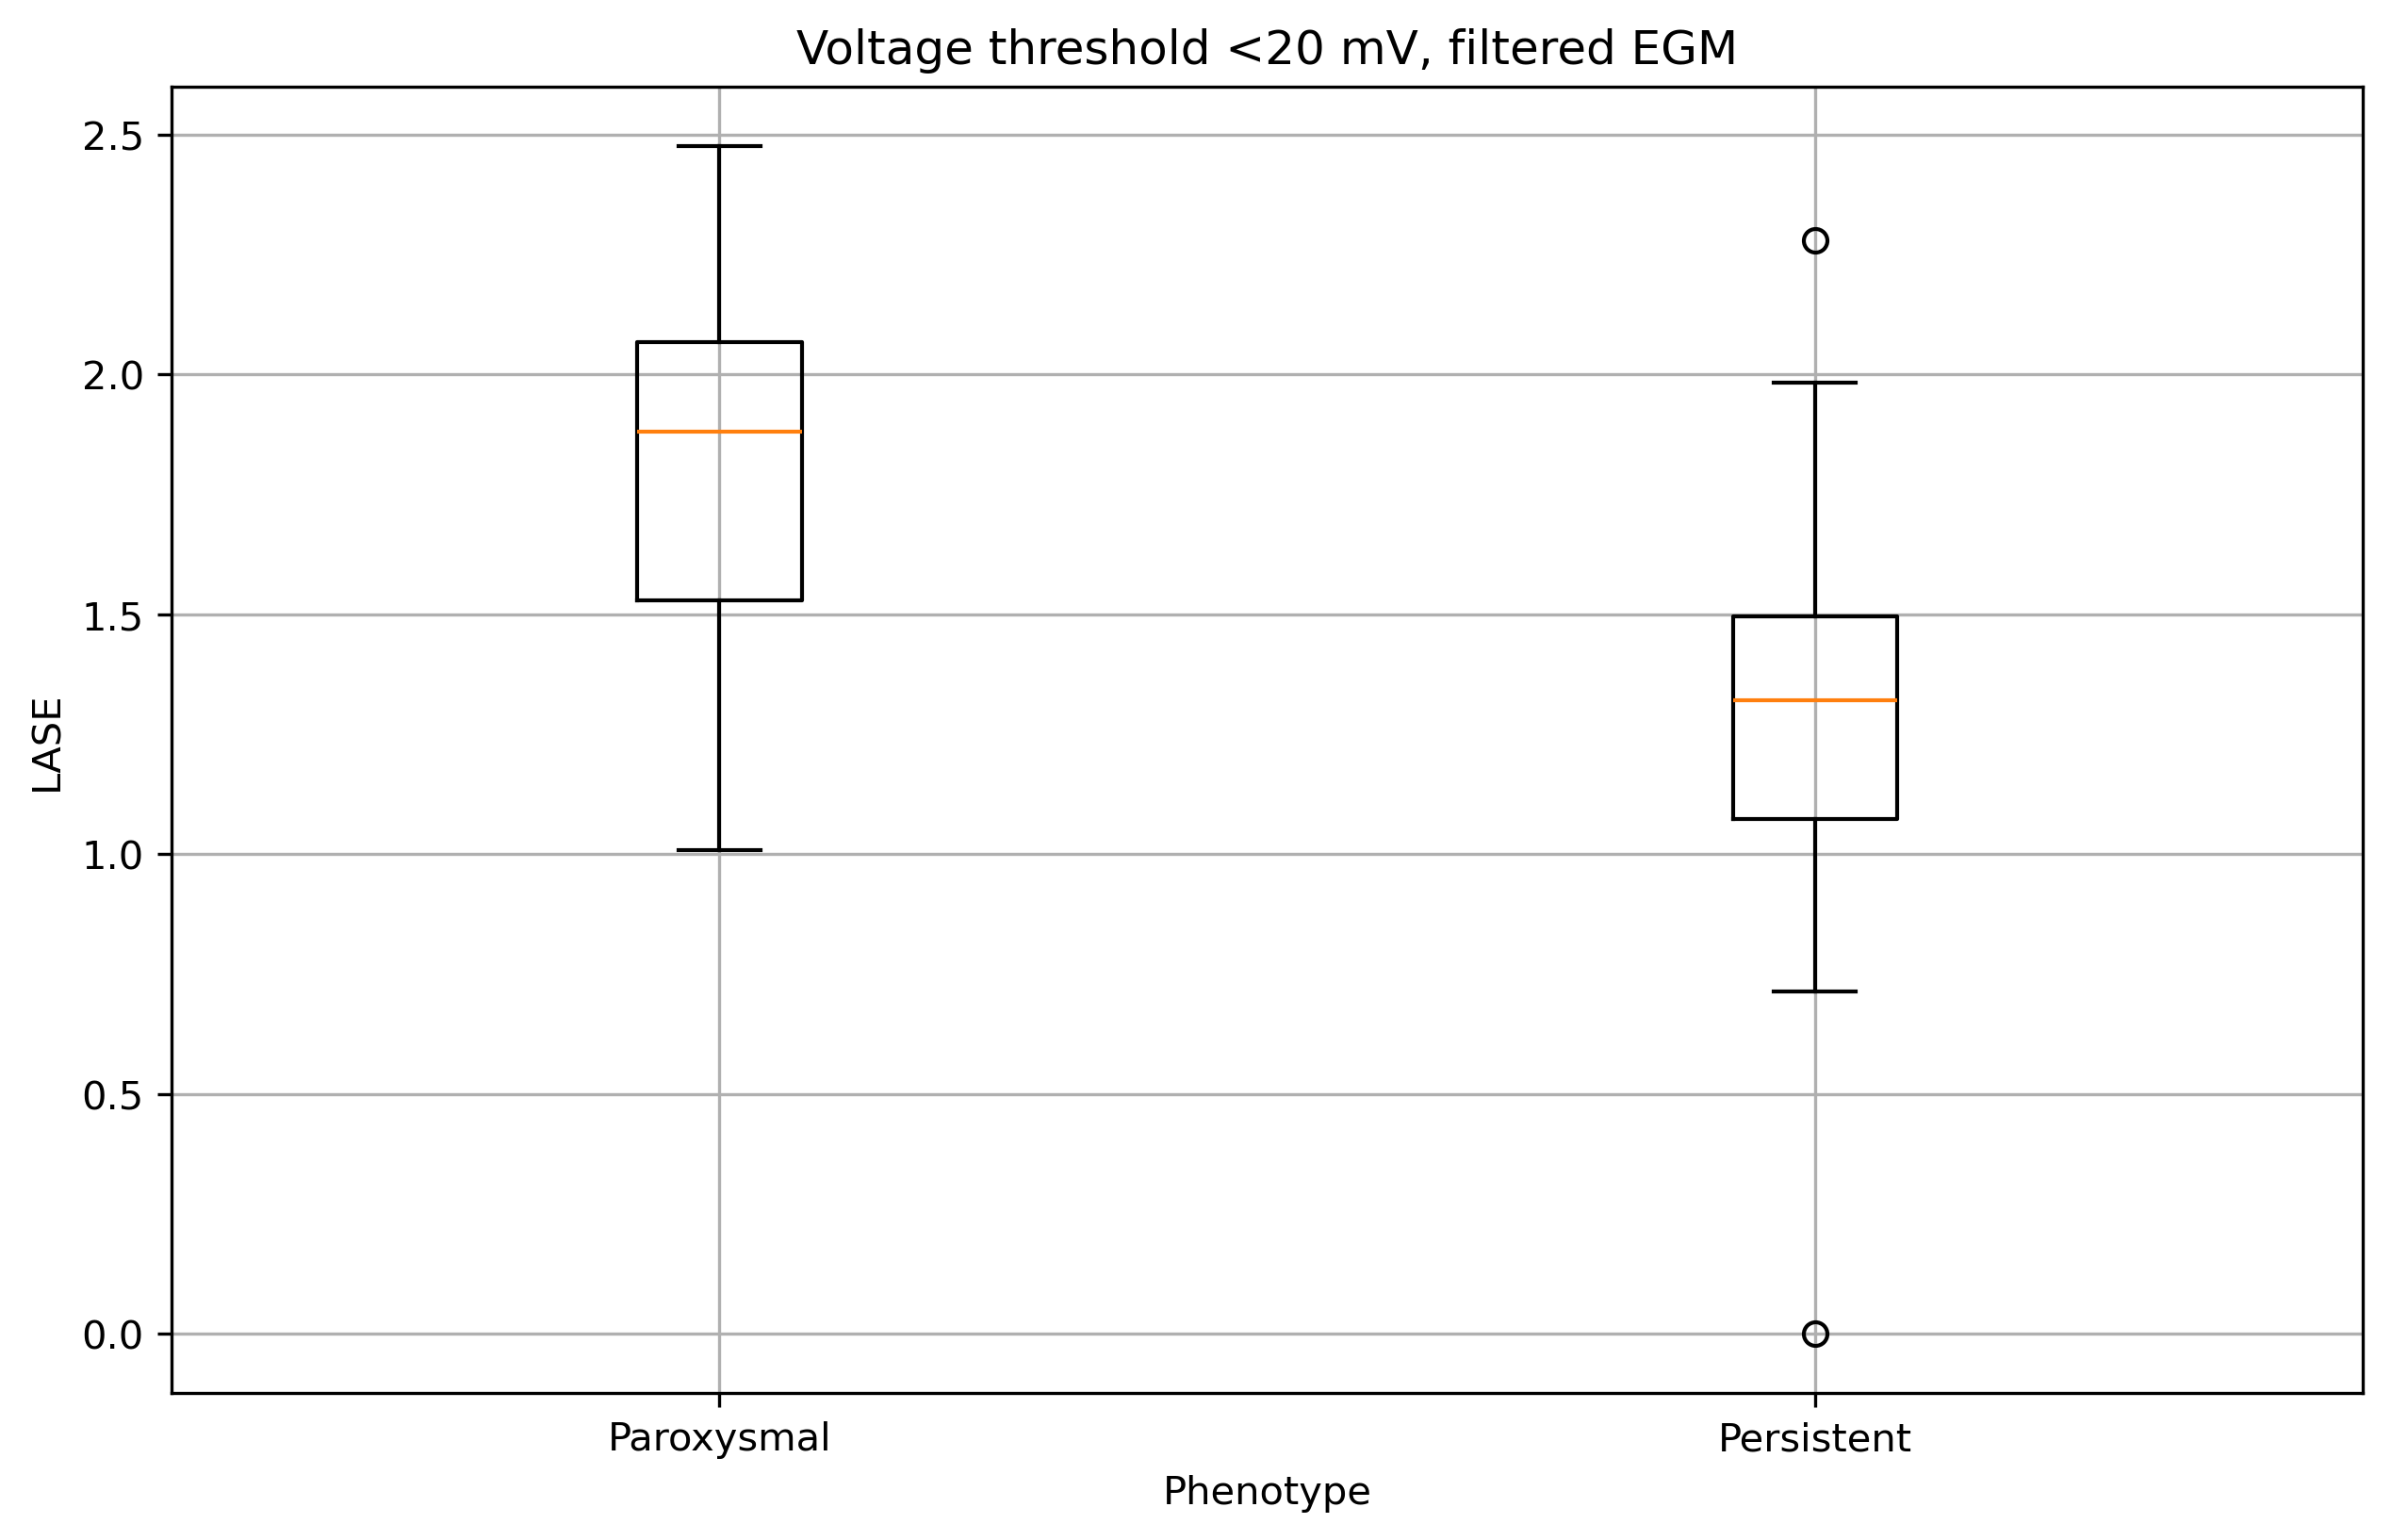 Voltage threshold <20 mV, filtered EGM
2.5
2.0
1.5
1.0
0.5
0.0
LASE
Paroxysmal
Persistent
Phenotype